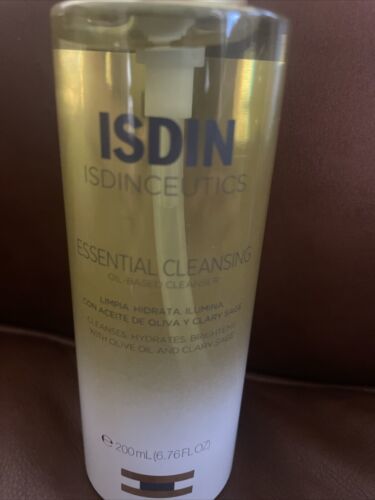 ISDIN
ISDINCEUTICS
ESSENTIAL CLEANSING
OIL-BASED CLEANSER
LIMPIA, HIDRATA, ILUMINA
CON ACEITE DE OLIVA Y CLARY SAGE
CLEANSES, HYDRATES, BRIGHTENS
WITH OLIVE OIL AND CLARY SAGE
℮ 200 mL (6.76 FL OZ)